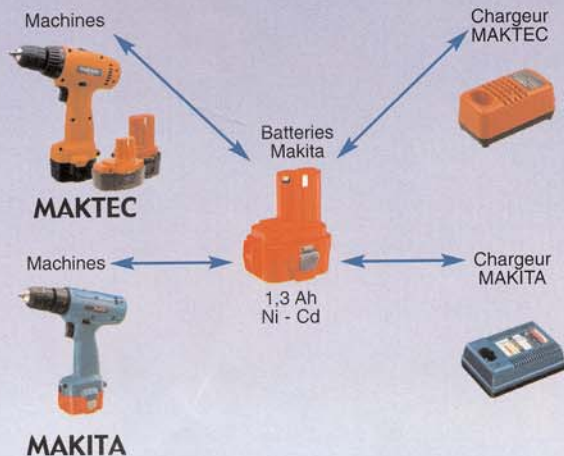 Machines
Chargeur
MAKTEC
Batteries
Makita
MAKTEC
Machines
Chargeur
MAKITA
1,3 Ah
Ni - Cd
MAKITA